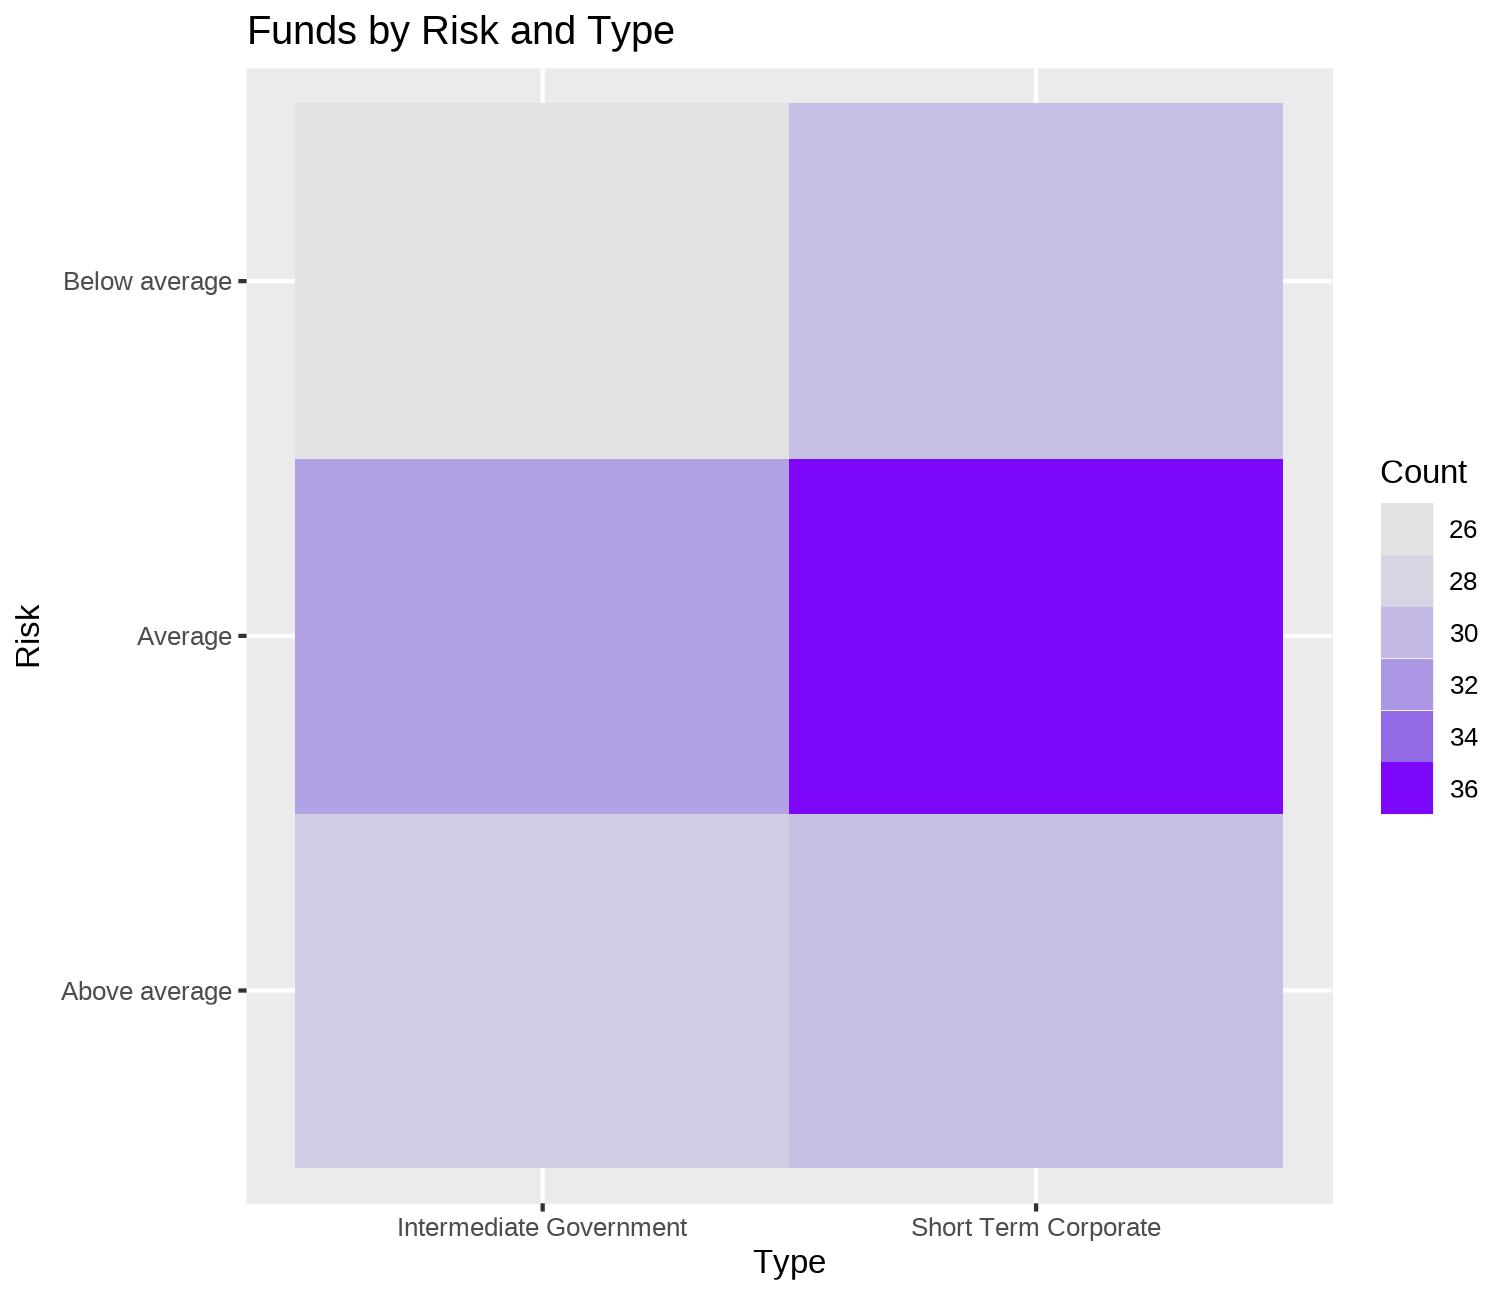 Funds by Risk and Type
Below average
Average
Above average
Risk
Intermediate Government
Short Term Corporate
Type
Count
26
28
30
32
34
36